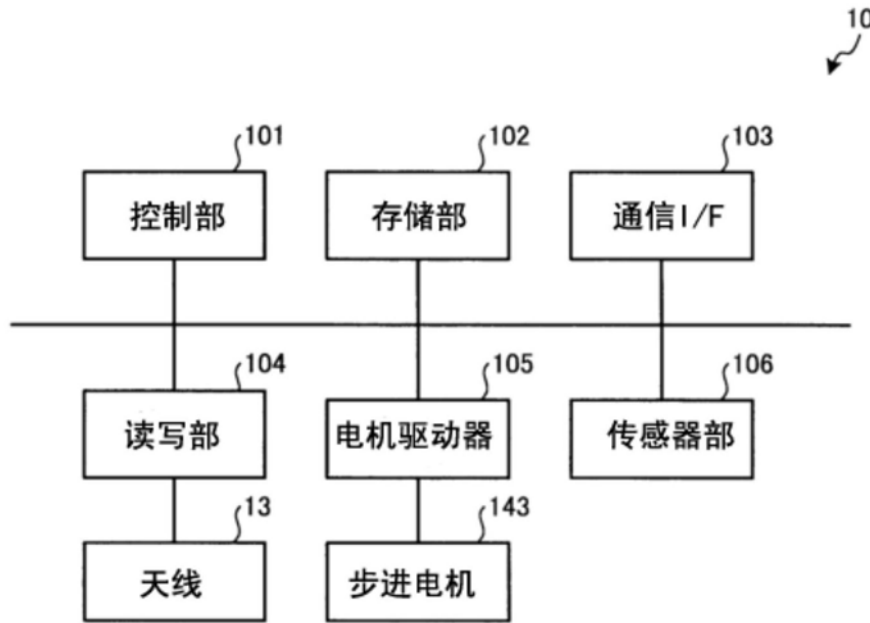 10
101
102
103
控制部
存储部
通信I/F
104
105
106
读写部
电机驱动器
传感器部
13
143
天线
步进电机